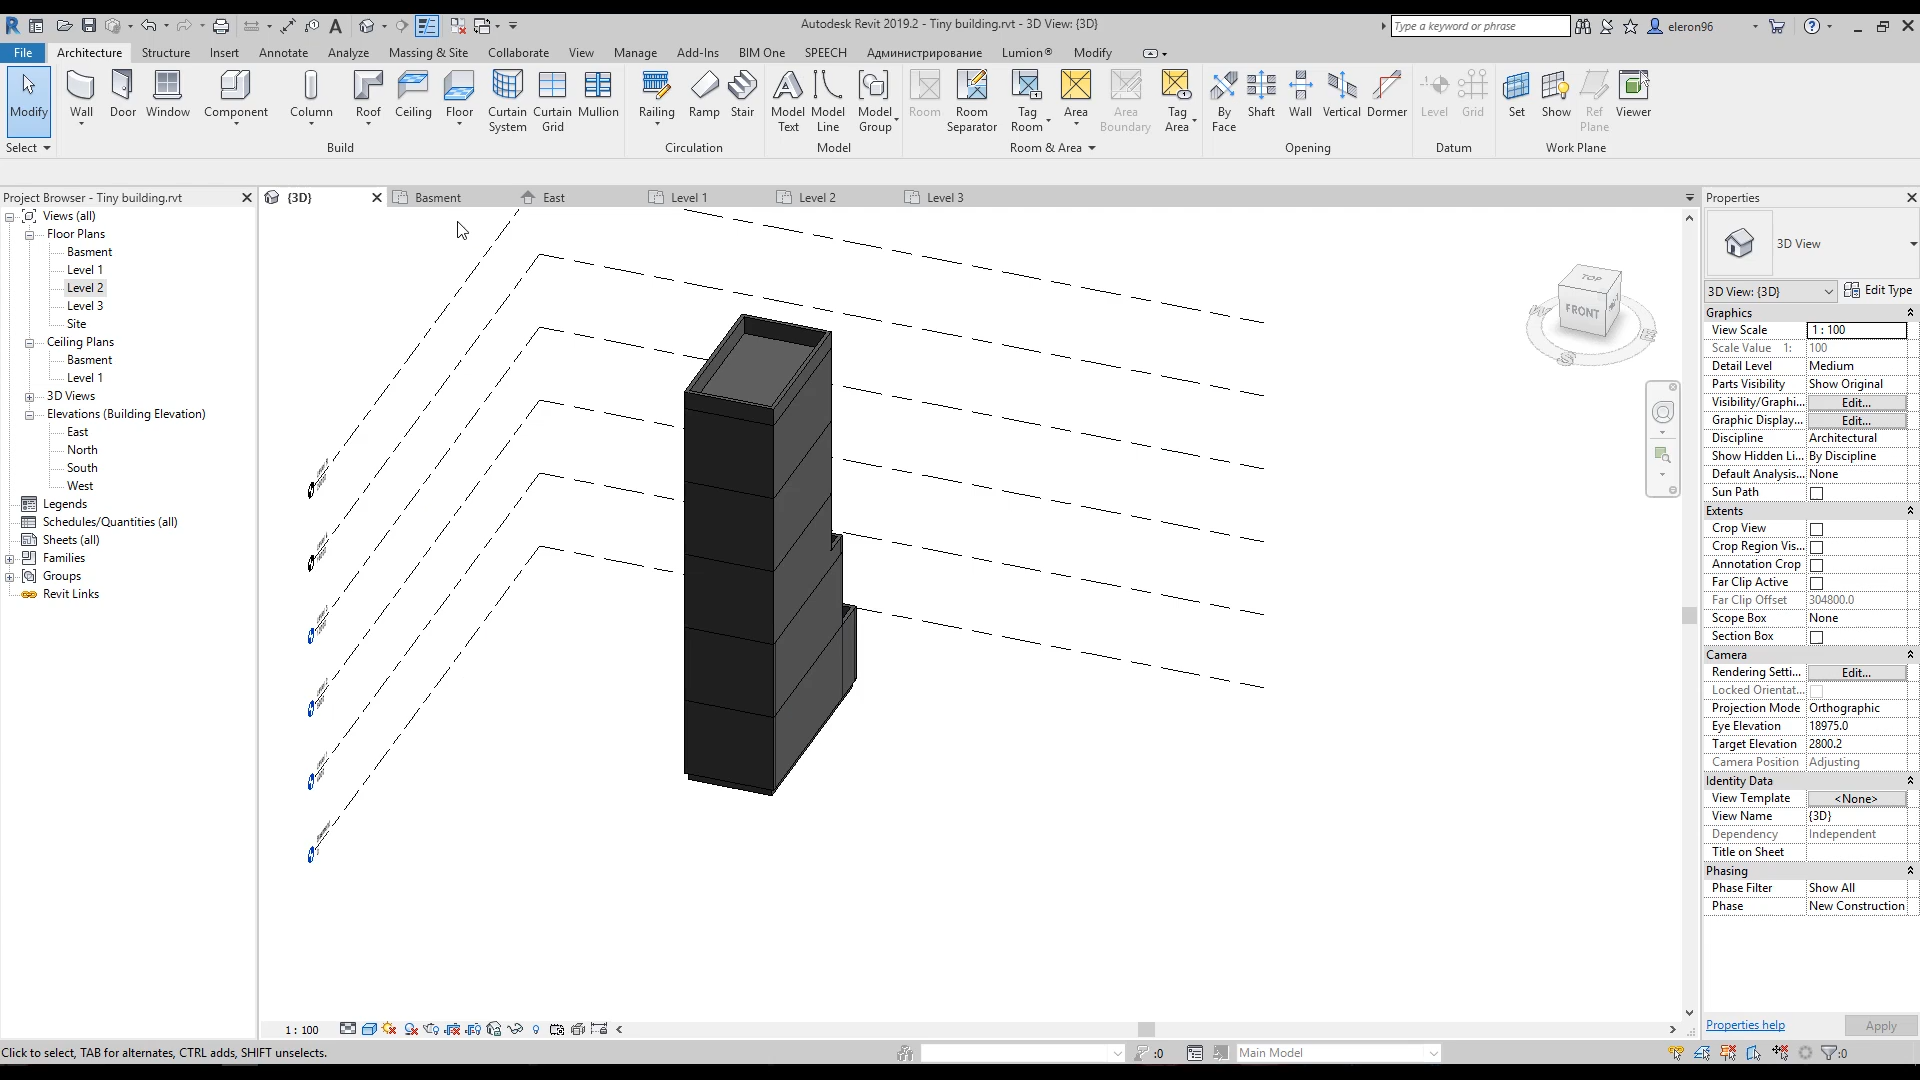 Autodesk Revit 2019.2 - Tiny building.rvt - 3D View: {3D}
Type a keyword or phrase
eleron96
File Architecture Structure Insert Annotate Analyze Massing & Site Collaborate View Manage Add-Ins BIM One SPEECH Администрирование Lumion® Modify
Modify Wall Door Window Component Column Roof Ceiling Floor Curtain System Curtain Grid Mullion Railing Ramp Stair Model Text Model Line Model Group Room Room Separator Tag Room Area Area Boundary Tag Area By Face Shaft Wall Vertical Dormer Level Grid Set Show Ref Plane Viewer
Select Build Circulation Model Room & Area Opening Datum Work Plane
Project Browser - Tiny building.rvt
Views (all)
Floor Plans
Basment
Level 1
Level 2
Level 3
Site
Ceiling Plans
Basment
Level 1
3D Views
Elevations (Building Elevation)
East
North
South
West
Legends
Schedules/Quantities (all)
Sheets (all)
Families
Groups
Revit Links
{3D} Basment East Level 1 Level 2 Level 3
TOP
FRONT
W
S
E
Properties
3D View
3D View: {3D} Edit Type
Graphics
View Scale 1 : 100
Scale Value 1: 100
Detail Level Medium
Parts Visibility Show Original
Visibility/Graphi... Edit...
Graphic Display... Edit...
Discipline Architectural
Show Hidden Li... By Discipline
Default Analysis... None
Sun Path
Extents
Crop View
Crop Region Vis...
Annotation Crop
Far Clip Active
Far Clip Offset 304800.0
Scope Box None
Section Box
Camera
Rendering Setti... Edit...
Locked Orientat...
Projection Mode Orthographic
Eye Elevation 18975.0
Target Elevation 2800.2
Camera Position Adjusting
Identity Data
View Template <None>
View Name {3D}
Dependency Independent
Title on Sheet
Phasing
Phase Filter Show All
Phase New Construction
Properties help Apply
1 : 100
Click to select, TAB for alternates, CTRL adds, SHIFT unselects.
:0
Main Model
:0